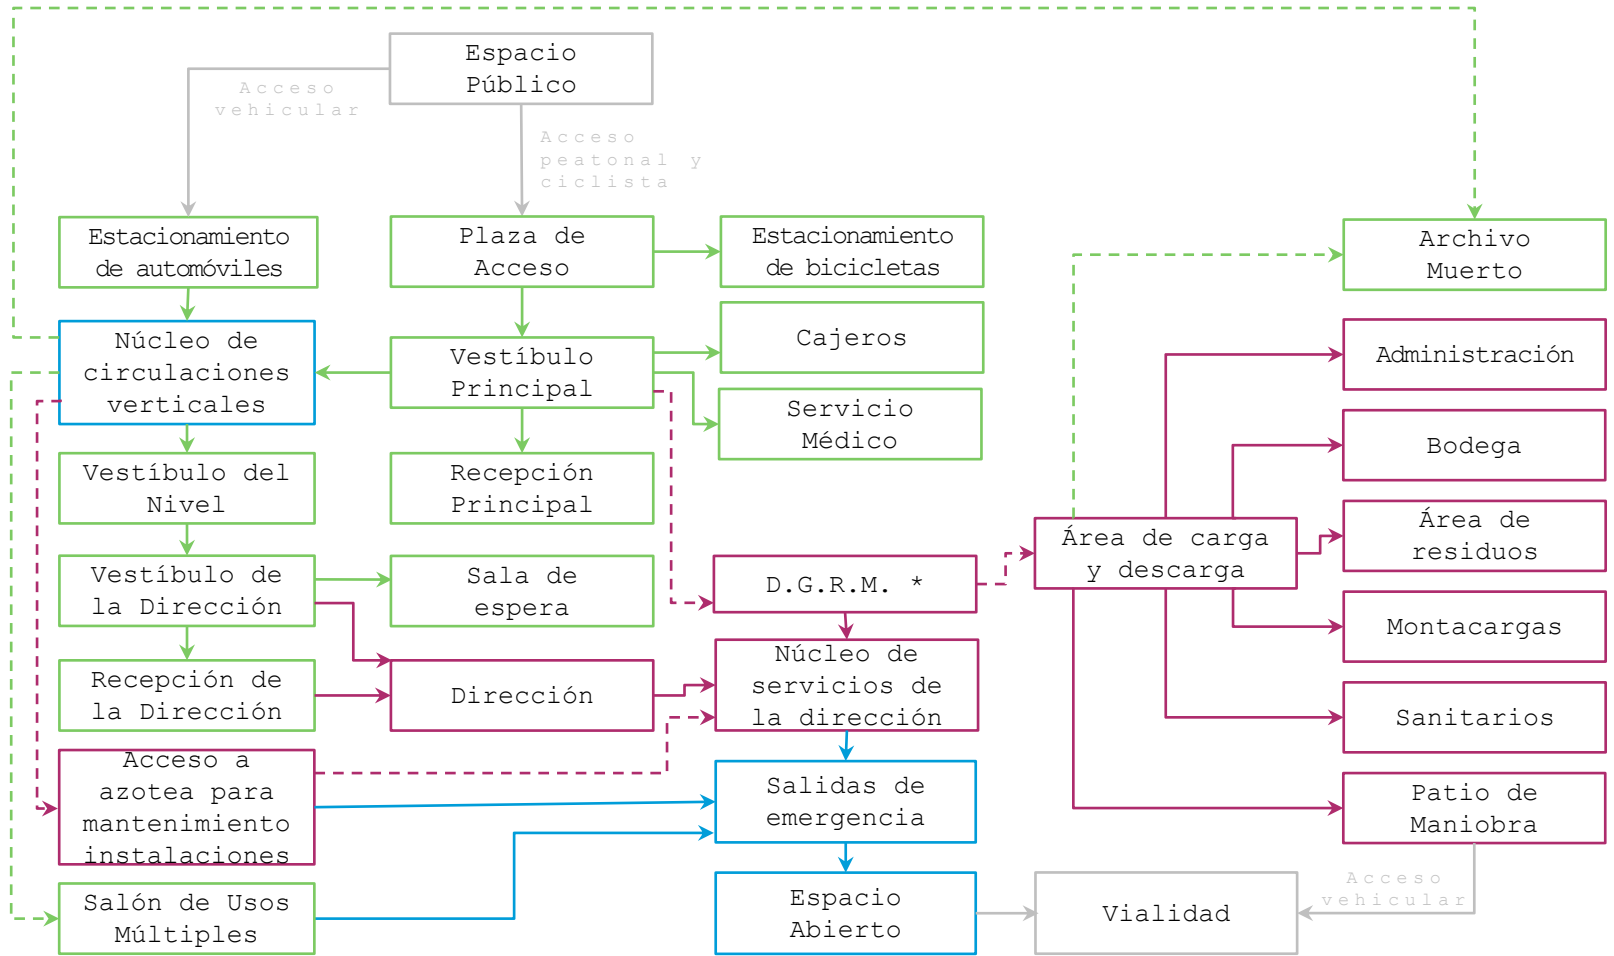 Espacio
Público
Acceso
vehicular
Acceso
peatonal y
ciclista
Estacionamiento
de automóviles
Plaza de
Acceso
Estacionamiento
de bicicletas
Archivo
Muerto
Núcleo de
circulaciones
verticales
Vestíbulo
Principal
Cajeros
Administración
Servicio
Médico
Bodega
Vestíbulo del
Nivel
Recepción
Principal
Área de carga
y descarga
Área de
residuos
Vestíbulo de
la Dirección
Sala de
espera
D.G.R.M. *
Montacargas
Recepción de
la Dirección
Dirección
Núcleo de
servicios de
la dirección
Sanitarios
Acceso a
azotea para
mantenimiento
instalaciones
Salidas de
emergencia
Patio de
Maniobra
Acceso
vehicular
Salón de Usos
Múltiples
Espacio
Abierto
Vialidad